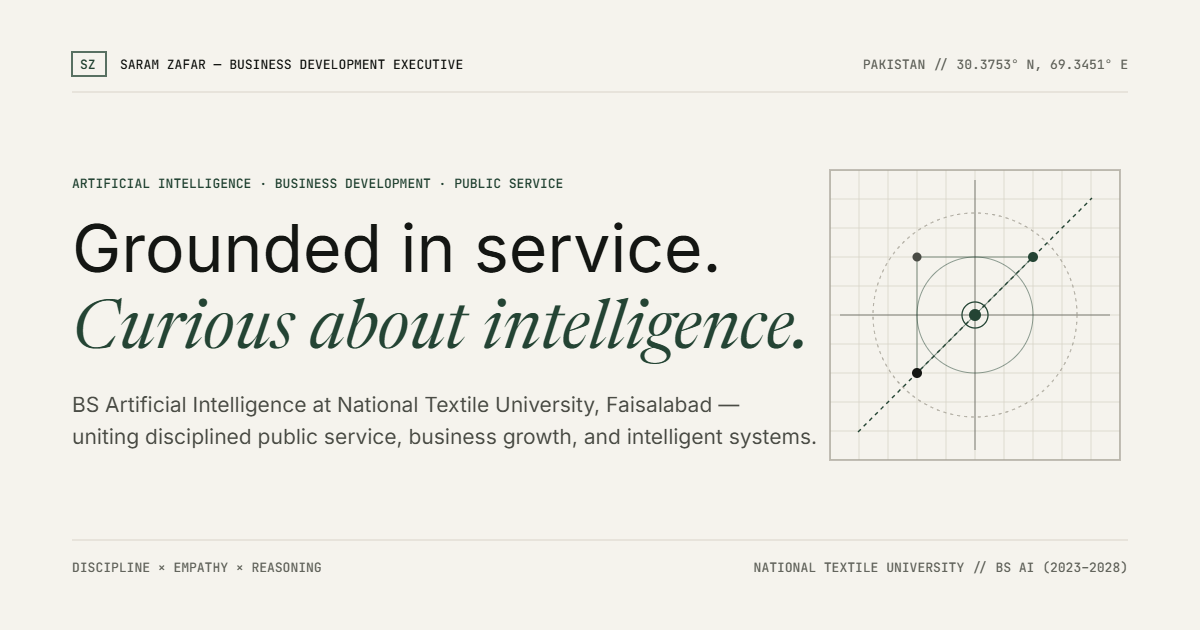 SZ SARAM ZAFAR — BUSINESS DEVELOPMENT EXECUTIVE
PAKISTAN // 30.3753° N, 69.3451° E
ARTIFICIAL INTELLIGENCE · BUSINESS DEVELOPMENT · PUBLIC SERVICE
Grounded in service.
Curious about intelligence.
BS Artificial Intelligence at National Textile University, Faisalabad —
uniting disciplined public service, business growth, and intelligent systems.
DISCIPLINE × EMPATHY × REASONING
NATIONAL TEXTILE UNIVERSITY // BS AI (2023–2028)